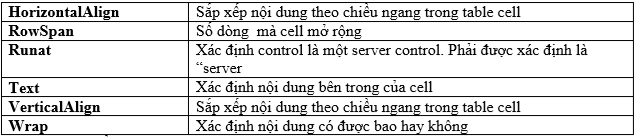 HorizontalAlign Sắp xếp nội dung theo chiều ngang trong table cell
RowSpan Số dòng mà cell mở rộng
Runat Xác định control là một server control. Phải được xác định là
“server
Text Xác định nội dung bên trong của cell
VerticalAlign Sắp xếp nội dung theo chiều ngang trong table cell
Wrap Xác định nội dung có được bao hay không